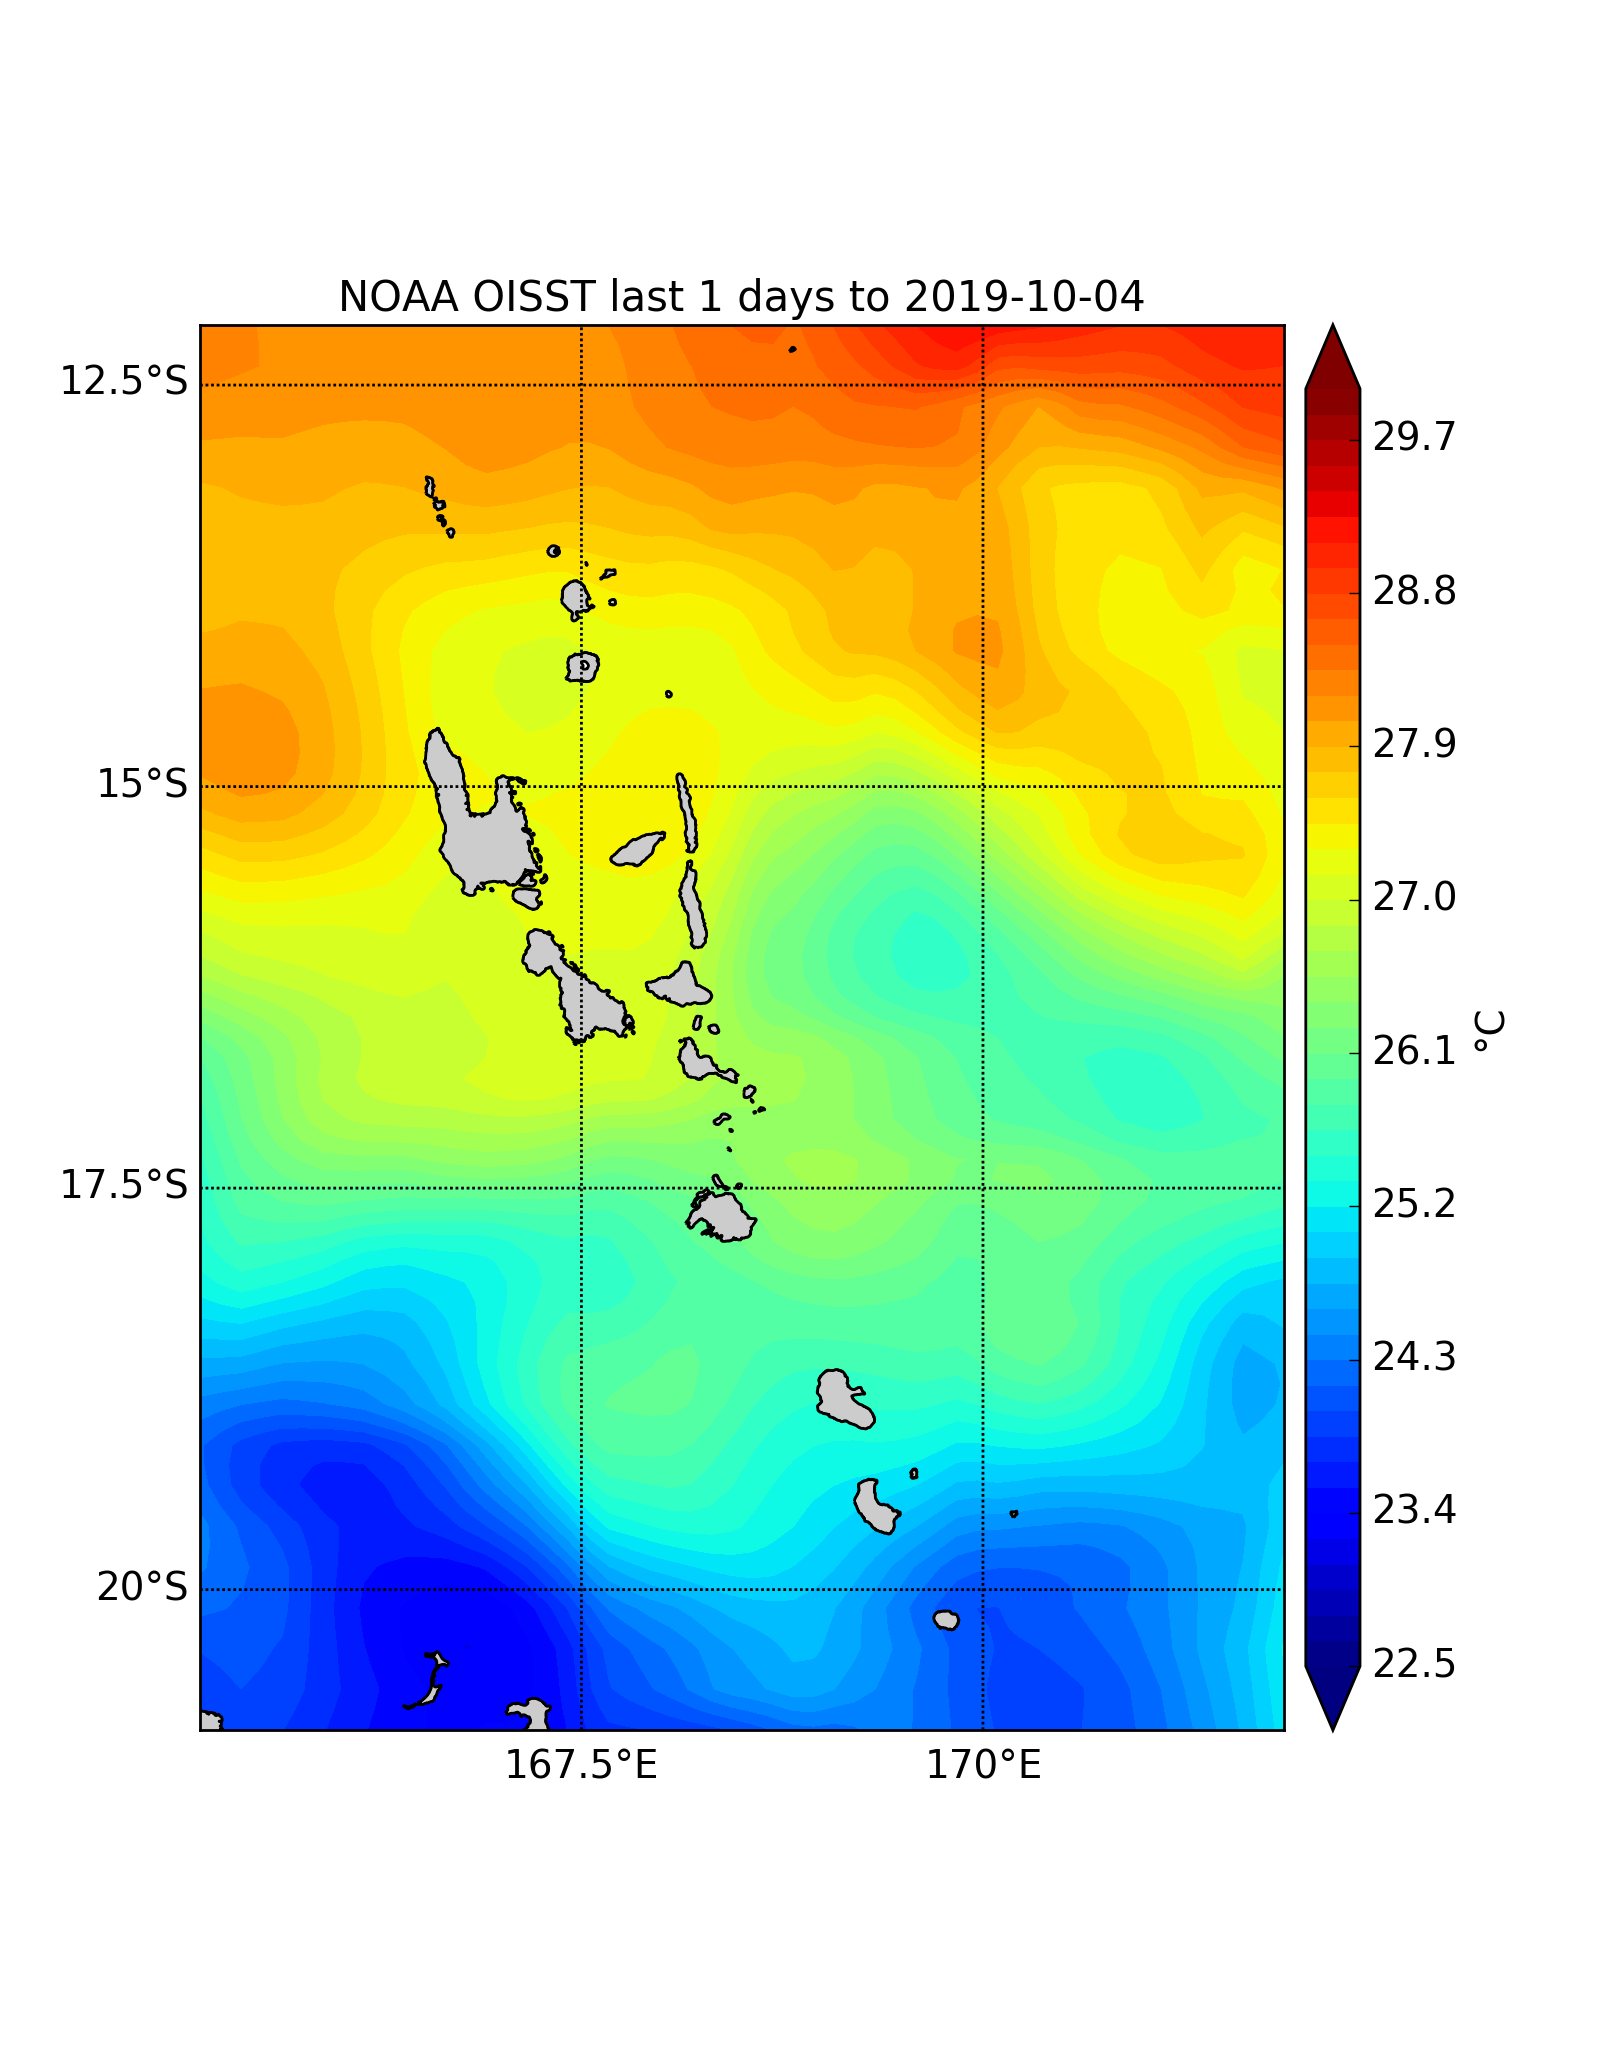 NOAA OISST last 1 days to 2019-10-04
12.5°S
15°S
17.5°S
20°S
167.5°E
170°E
29.7
28.8
27.9
27.0
26.1
25.2
24.3
23.4
22.5
°C